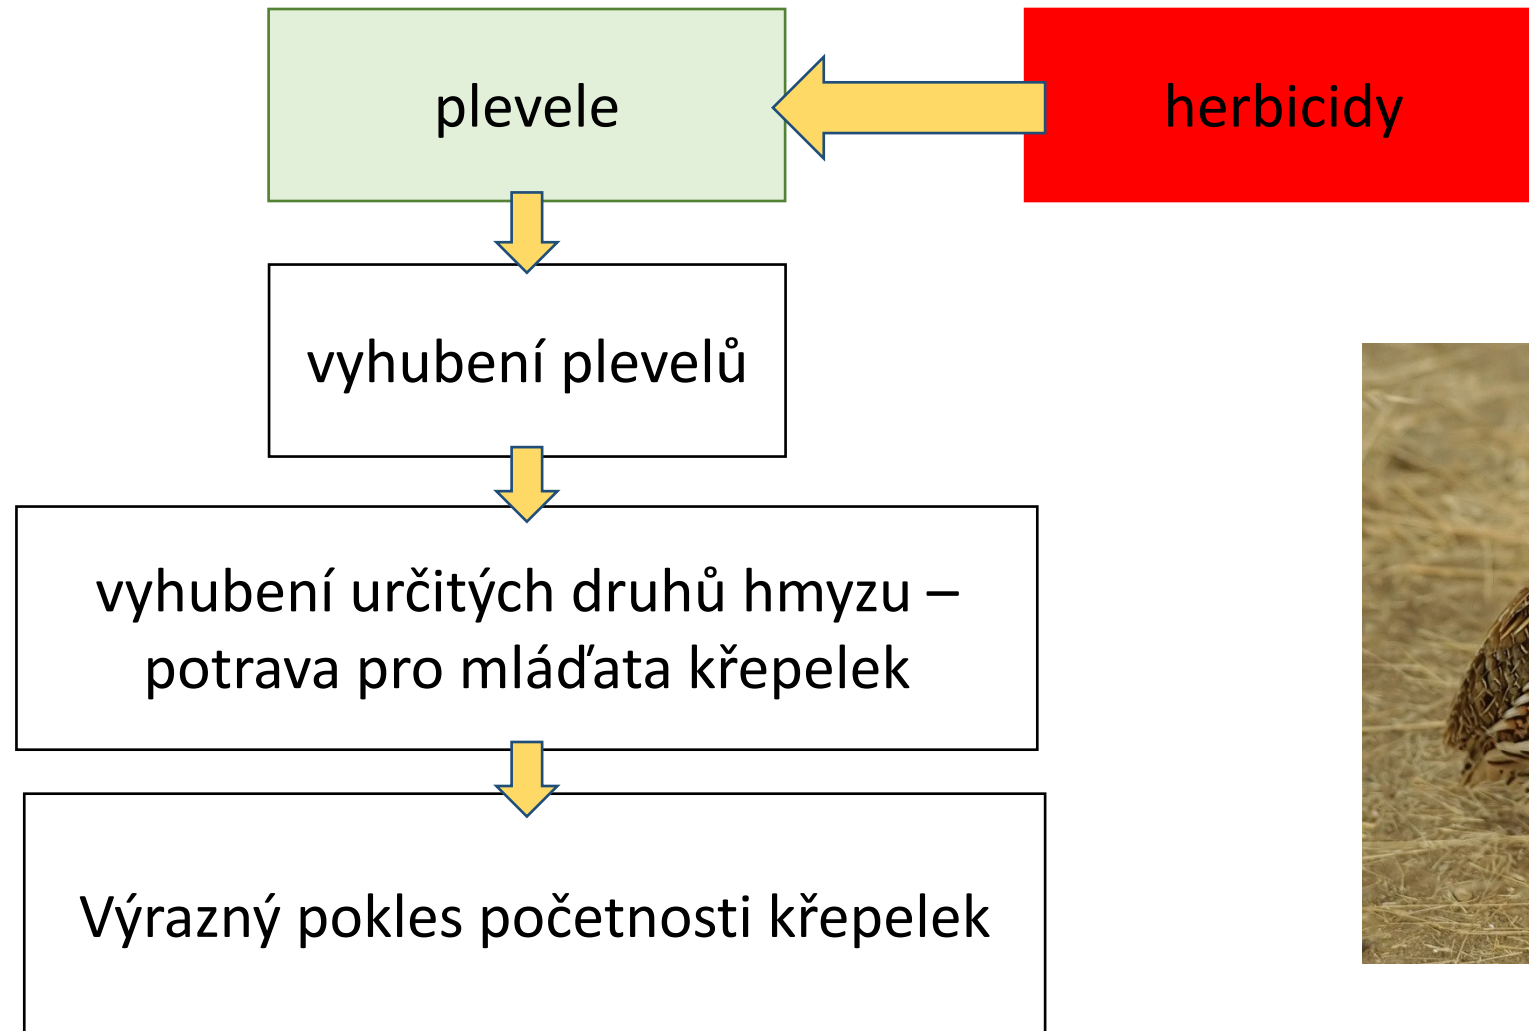 plevele
herbicidy
vyhubení plevelů
vyhubení určitých druhů hmyzu –
potrava pro mláďata křepelek
Výrazný pokles početnosti křepelek